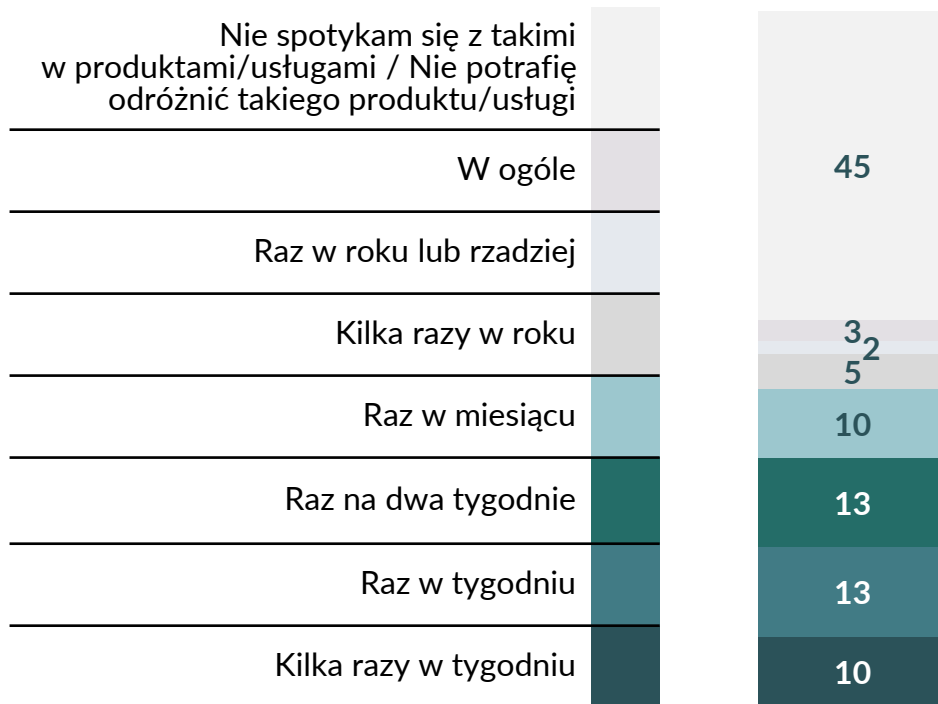 Nie spotykam się z takimi
w produktami/usługami / Nie potrafię
odróżnić takiego produktu/usługi
W ogóle
Raz w roku lub rzadziej
Kilka razy w roku
Raz w miesiącu
Raz na dwa tygodnie
Raz w tygodniu
Kilka razy w tygodniu
45
3
2
5
10
13
13
10